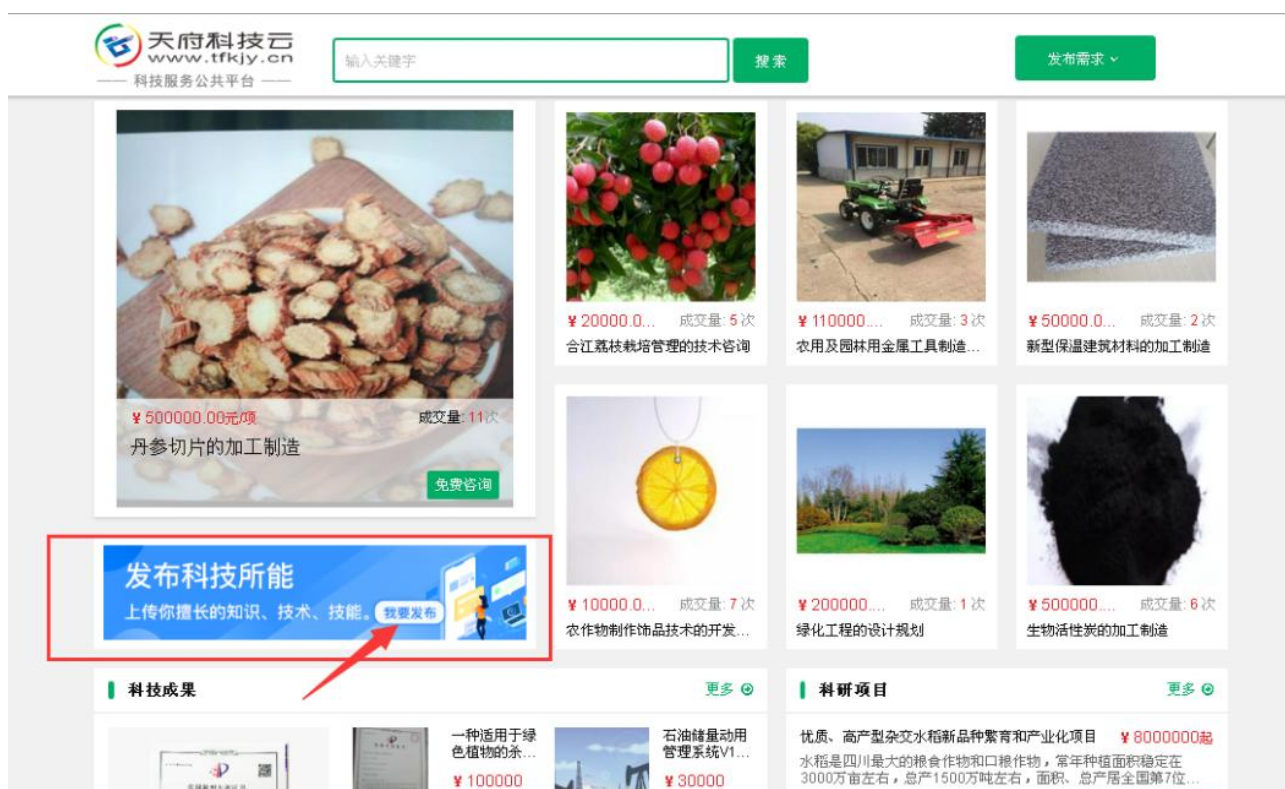 天府科技云
www.tfkjy.cn
科技服务公共平台
输入关键字
搜索
发布需求
¥ 500000.00元/项 成交量: 11次
丹参切片的加工制造
免费咨询
¥ 20000.0... 成交量: 5次
合江荔枝栽培管理的技术咨询
¥ 110000.... 成交量: 3次
农用及园林用金属工具制造...
¥ 50000.0... 成交量: 2次
新型保温建筑材料的加工制造
发布科技所能
上传你擅长的知识、技术、技能。 我要发布
¥ 10000.0... 成交量: 7次
农作物制作饰品技术的开发...
¥ 200000.... 成交量: 1次
绿化工程的设计规划
¥ 500000.... 成交量: 6次
生物活性炭的加工制造
科技成果 更多
一种适用于绿
色植物的杀...
¥ 100000
石油储量动用
管理系统V1...
¥ 30000
科研项目 更多
优质、高产型杂交水稻新品种繁育和产业化项目 ¥ 8000000起
水稻是四川最大的粮食作物和口粮作物，常年种植面积稳定在
3000万亩左右，总产1500万吨左右，面积、总产居全国第7位...